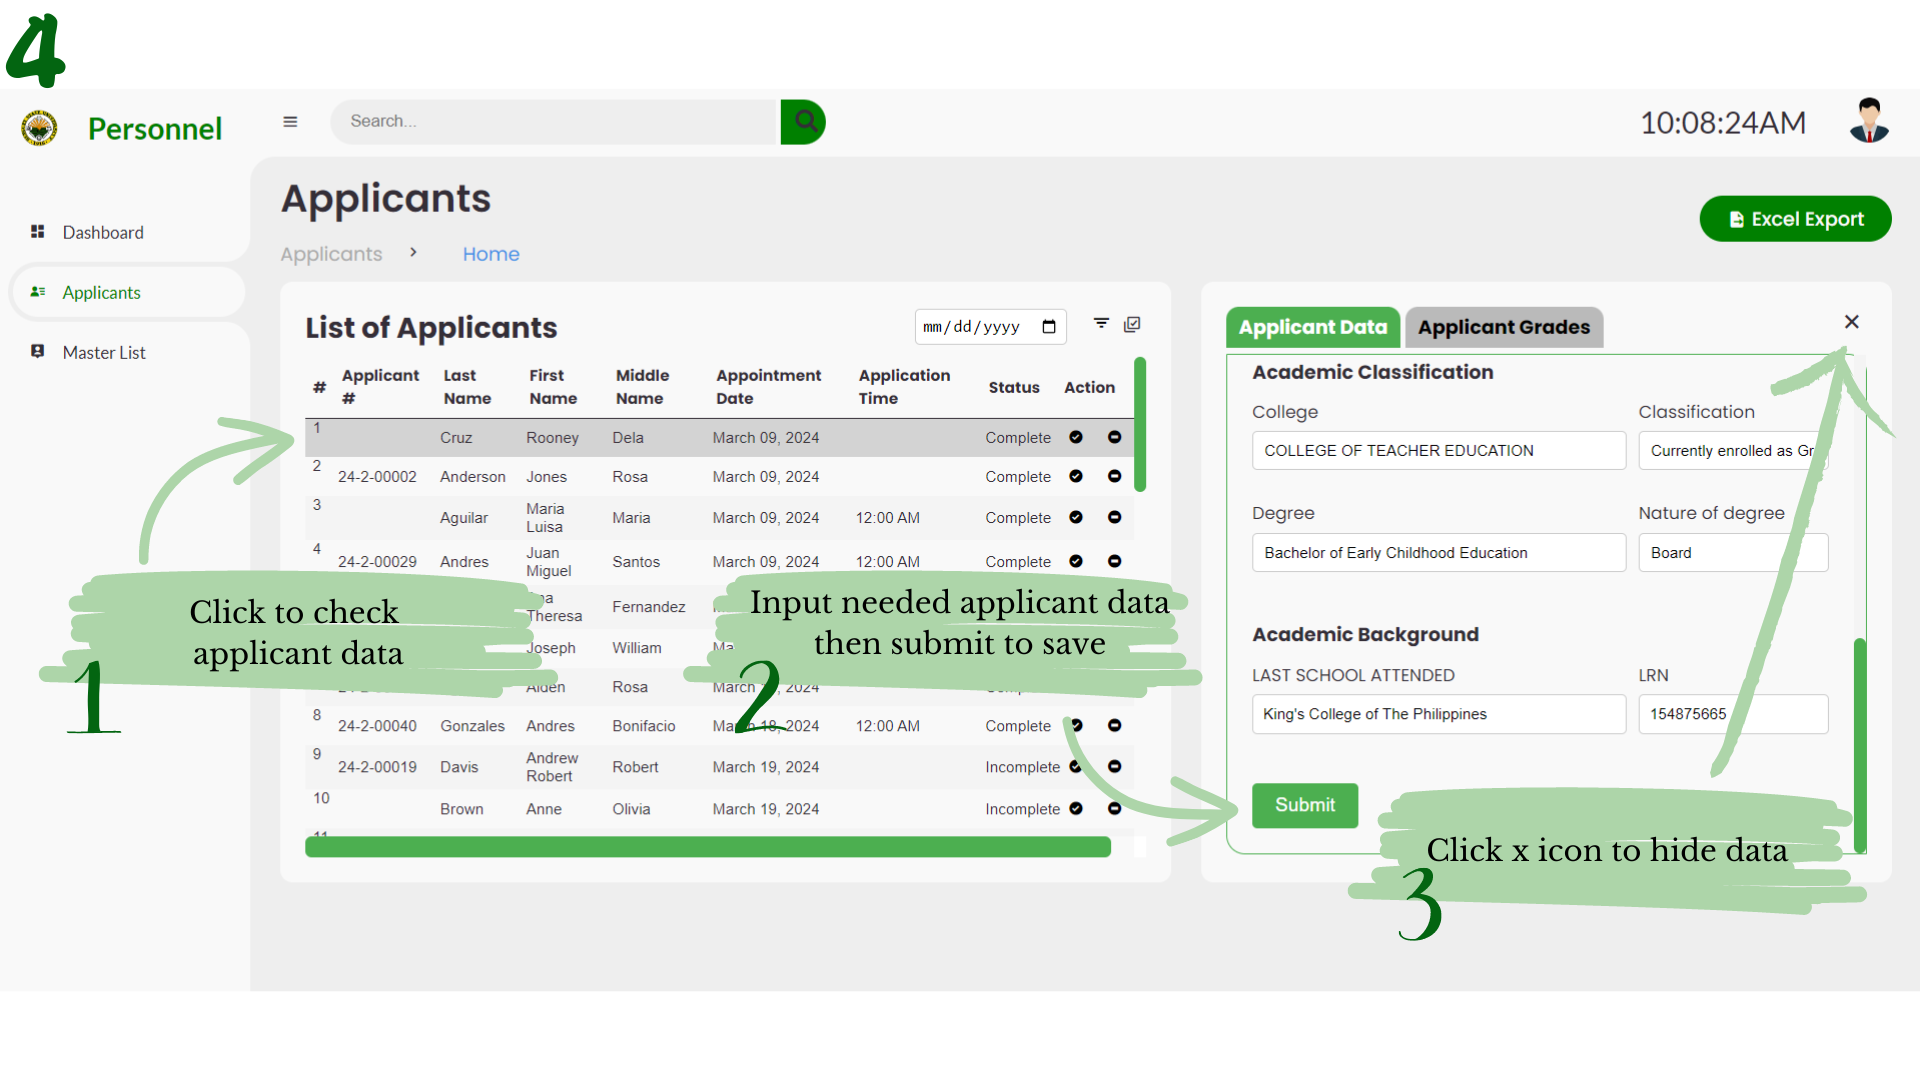 4
Personnel
Search...
10:08:24AM
Dashboard
Applicants
Master List
Applicants
Applicants > Home
Excel Export
List of Applicants
mm/dd/yyyy
# Applicant # Last Name First Name Middle Name Appointment Date Application Time Status Action
1 Cruz Rooney Dela March 09, 2024 Complete
2 24-2-00002 Anderson Jones Rosa March 09, 2024 Complete
3 Aguilar Maria Luisa Maria March 09, 2024 12:00 AM Complete
4 24-2-00029 Andres Juan Miguel Santos March 09, 2024 12:00 AM Complete
Theresa Fernandez
Joseph William
Aiden Rosa March 2024
8 24-2-00040 Gonzales Andres Bonifacio March 18, 2024 12:00 AM Complete
9 24-2-00019 Davis Andrew Robert Robert March 19, 2024 Incomplete
10 Brown Anne Olivia March 19, 2024 Incomplete
11
Applicant Data Applicant Grades
Academic Classification
College Classification
COLLEGE OF TEACHER EDUCATION Currently enrolled as Gr
Degree Nature of degree
Bachelor of Early Childhood Education Board
Academic Background
LAST SCHOOL ATTENDED LRN
King's College of The Philippines 154875665
Submit
Click to check
applicant data
1
Input needed applicant data
then submit to save
2
Click x icon to hide data
3